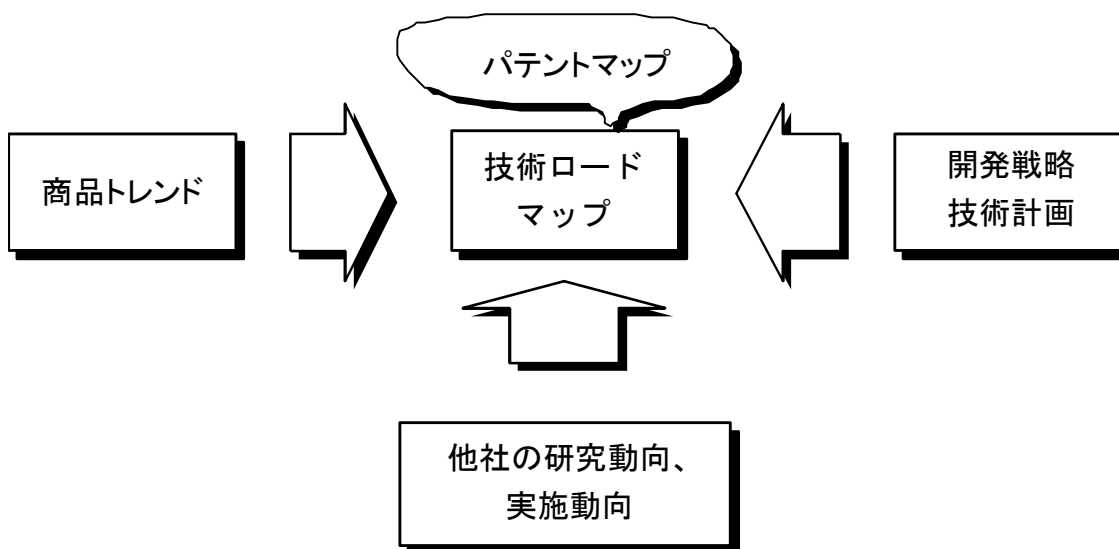 パテントマップ
商品トレンド
技術ロード
マップ
開発戦略
技術計画
他社の研究動向、
実施動向